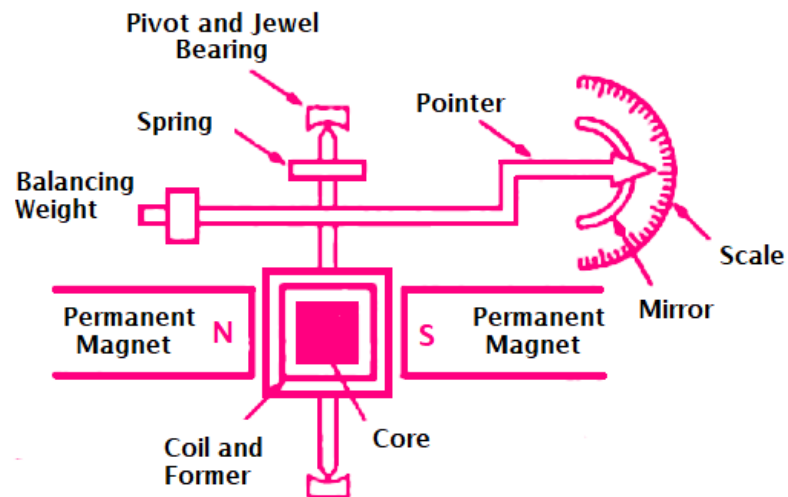 Pivot and Jewel
Bearing
Spring
Pointer
Balancing
Weight
Scale
Mirror
Permanent
Magnet
N
S
Permanent
Magnet
Coil and
Former
Core